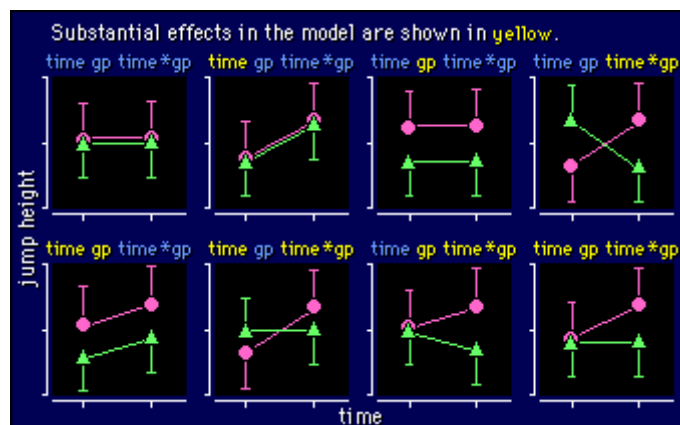 Substantial effects in the model are shown in yellow.
time gp time*gp time gp time*gp time gp time*gp time gp time*gp
jump height
time gp time*gp time gp time*gp time gp time*gp time gp time*gp
time